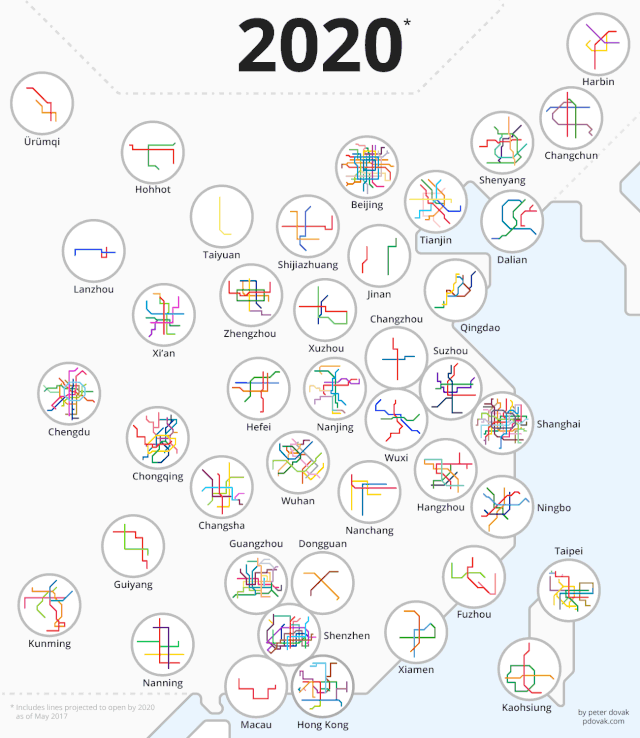 2020*
Harbin
Ürümqi
Changchun
Hohhot
Shenyang
Beijing
Tianjin
Taiyuan
Shijiazhuang
Dalian
Lanzhou
Jinan
Zhengzhou
Xuzhou
Changzhou
Qingdao
Xi'an
Suzhou
Chengdu
Hefei
Nanjing
Shanghai
Wuxi
Chongqing
Wuhan
Hangzhou
Ningbo
Changsha
Nanchang
Guangzhou
Dongguan
Taipei
Guiyang
Fuzhou
Kunming
Shenzhen
Xiamen
Nanning
Kaohsiung
Macau
Hong Kong
* Includes lines projected to open by 2020
as of May 2017
by peter dovak
pdovak.com